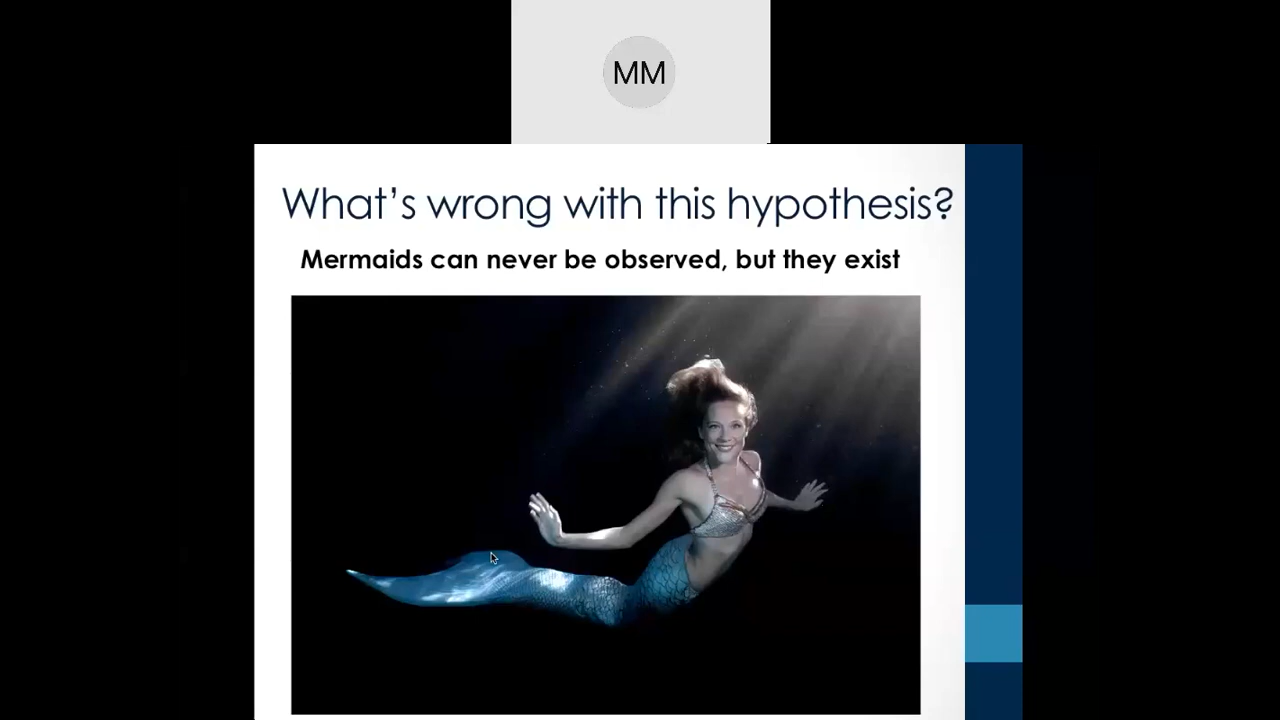 MM
What's wrong with this hypothesis?
Mermaids can never be observed, but they exist